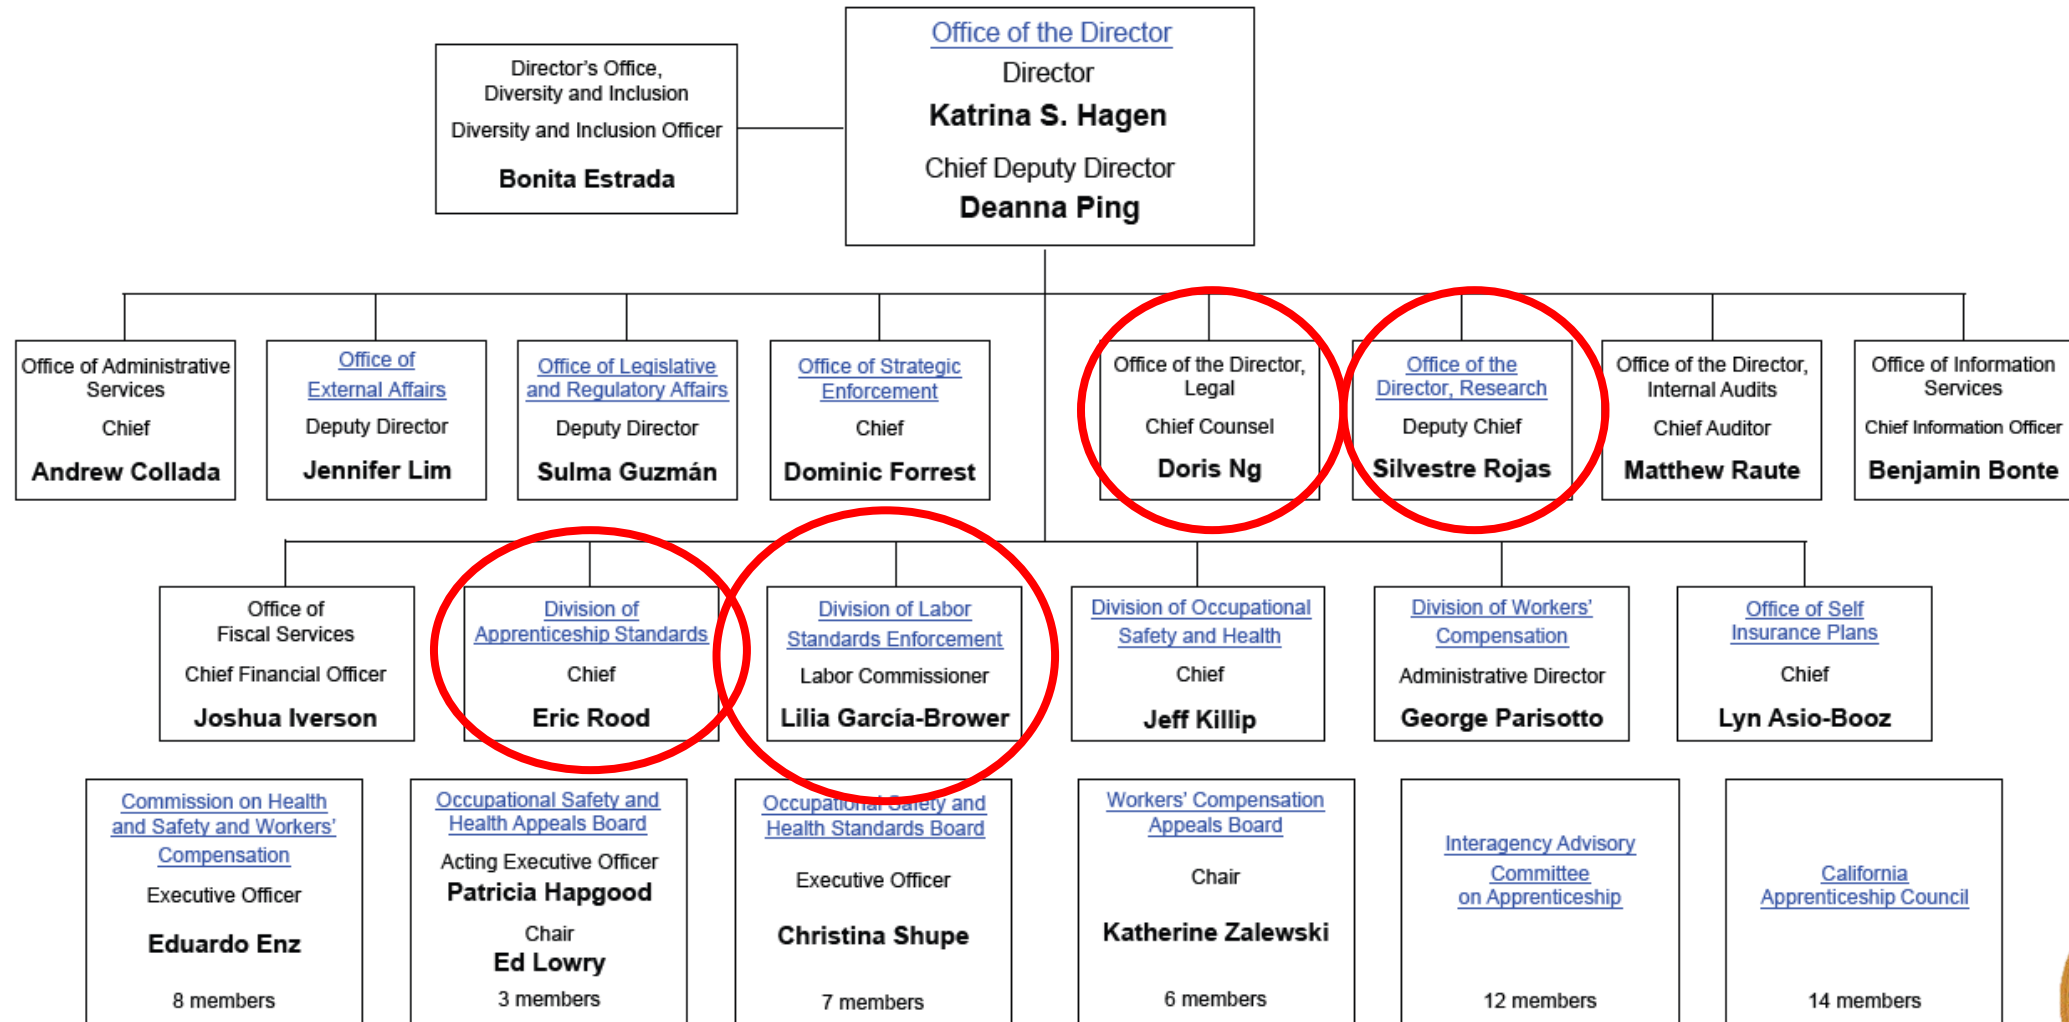 Office of the Director
Director
Katrina S. Hagen
Chief Deputy Director
Deanna Ping
Director's Office,
Diversity and Inclusion
Diversity and Inclusion Officer
Bonita Estrada
Office of Administrative
Services
Chief
Andrew Collada
Office of
External Affairs
Deputy Director
Jennifer Lim
Office of Legislative
and Regulatory Affairs
Deputy Director
Sulma Guzmán
Office of Strategic
Enforcement
Chief
Dominic Forrest
Office of the Director,
Legal
Chief Counsel
Doris Ng
Office of the
Director, Research
Deputy Chief
Silvestre Rojas
Office of the Director,
Internal Audits
Chief Auditor
Matthew Raute
Office of Information
Services
Chief Information Officer
Benjamin Bonte
Office of
Fiscal Services
Chief Financial Officer
Joshua Iverson
Division of
Apprenticeship Standards
Chief
Eric Rood
Division of Labor
Standards Enforcement
Labor Commissioner
Lilia García-Brower
Division of Occupational
Safety and Health
Chief
Jeff Killip
Division of Workers'
Compensation
Administrative Director
George Parisotto
Office of Self
Insurance Plans
Chief
Lyn Asio-Booz
Commission on Health
and Safety and Workers'
Compensation
Executive Officer
Eduardo Enz
8 members
Occupational Safety and
Health Appeals Board
Acting Executive Officer
Patricia Hapgood
Chair
Ed Lowry
3 members
Occupational Safety and
Health Standards Board
Executive Officer
Christina Shupe
7 members
Workers' Compensation
Appeals Board
Chair
Katherine Zalewski
6 members
Interagency Advisory
Committee
on Apprenticeship
12 members
California
Apprenticeship Council
14 members